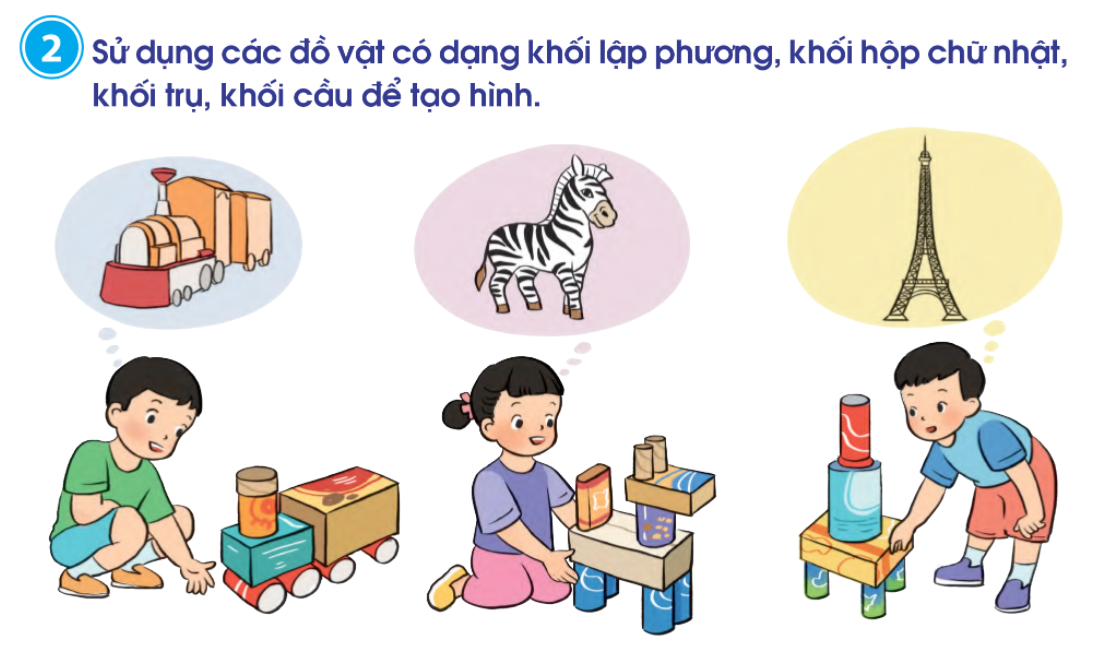 2 Sử dụng các đồ vật có dạng khối lập phương, khối hộp chữ nhật,
khối trụ, khối cầu để tạo hình.